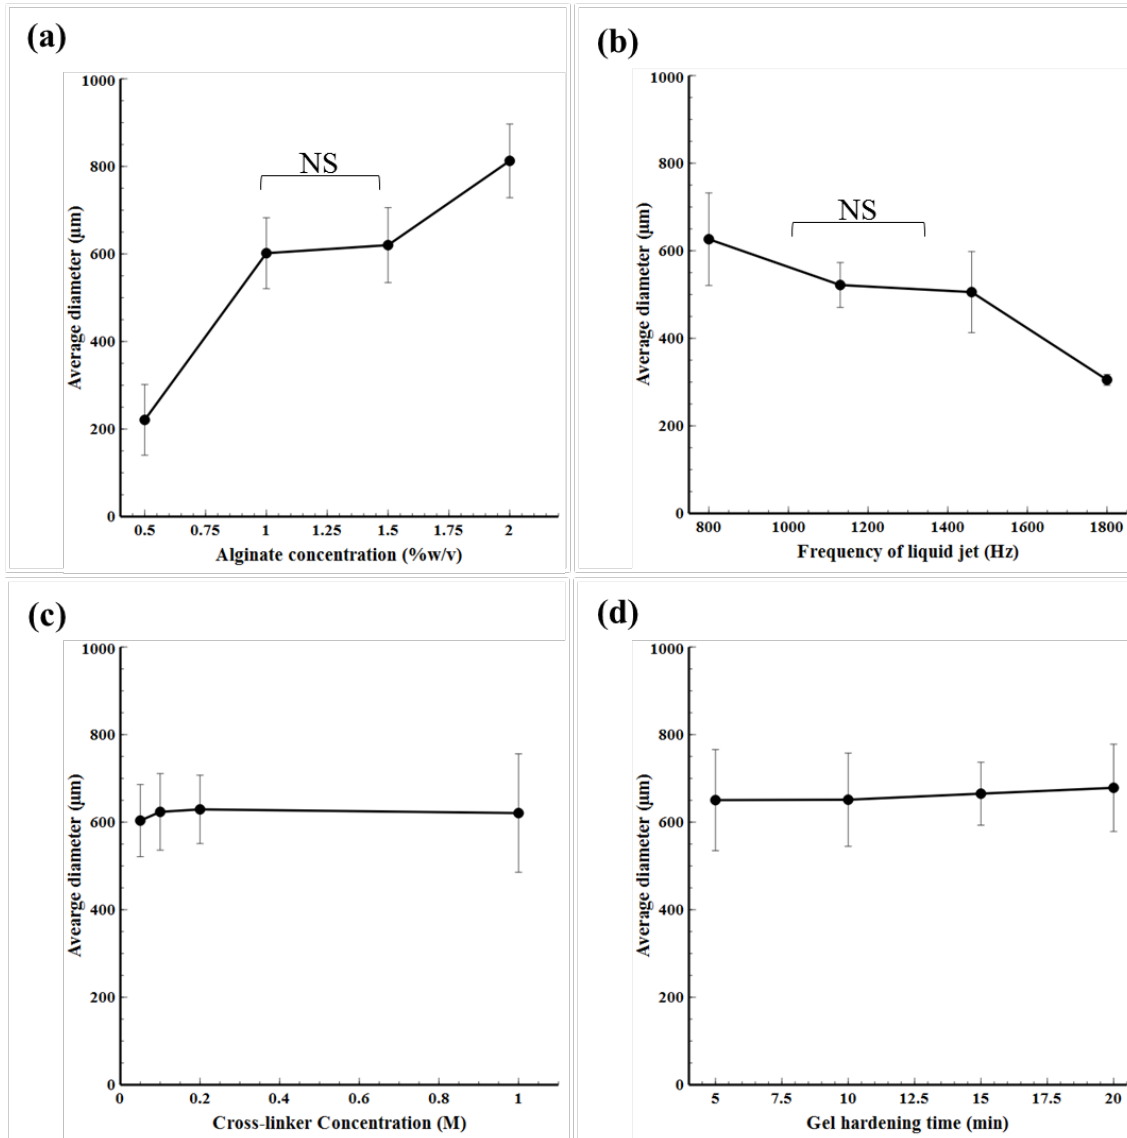 (a)
1000
800
600
400
200
0
Average diameter (μm)
NS
0.5 0.75 1 1.25 1.5 1.75 2
Alginate concentration (%w/v)
(b)
1000
800
600
400
200
0
Average diameter (μm)
NS
800 1000 1200 1400 1600 1800
Frequency of liquid jet (Hz)
(c)
1000
800
600
400
200
0
Avearge diameter (μm)
0 0.2 0.4 0.6 0.8 1
Cross-linker Concentration (M)
(d)
1000
800
600
400
200
0
Average diameter (μm)
5 7.5 10 12.5 15 17.5 20
Gel hardening time (min)